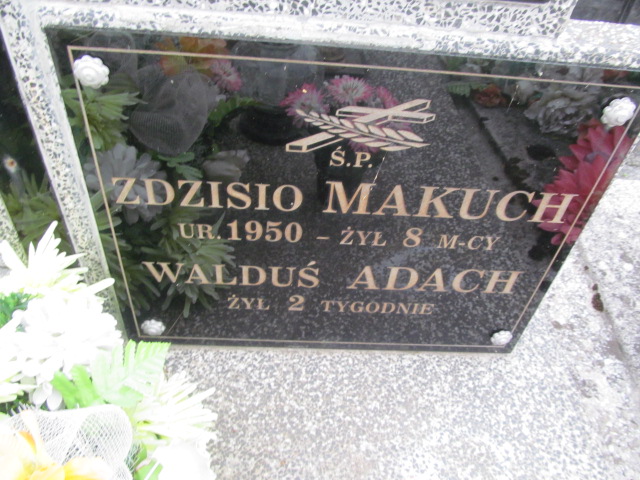 Ś.P.
ZDZISIO MAKUCH
UR. 1950 - ŻYŁ 8 M-CY
WALDUŚ ADACH
ŻYŁ 2 TYGODNIE